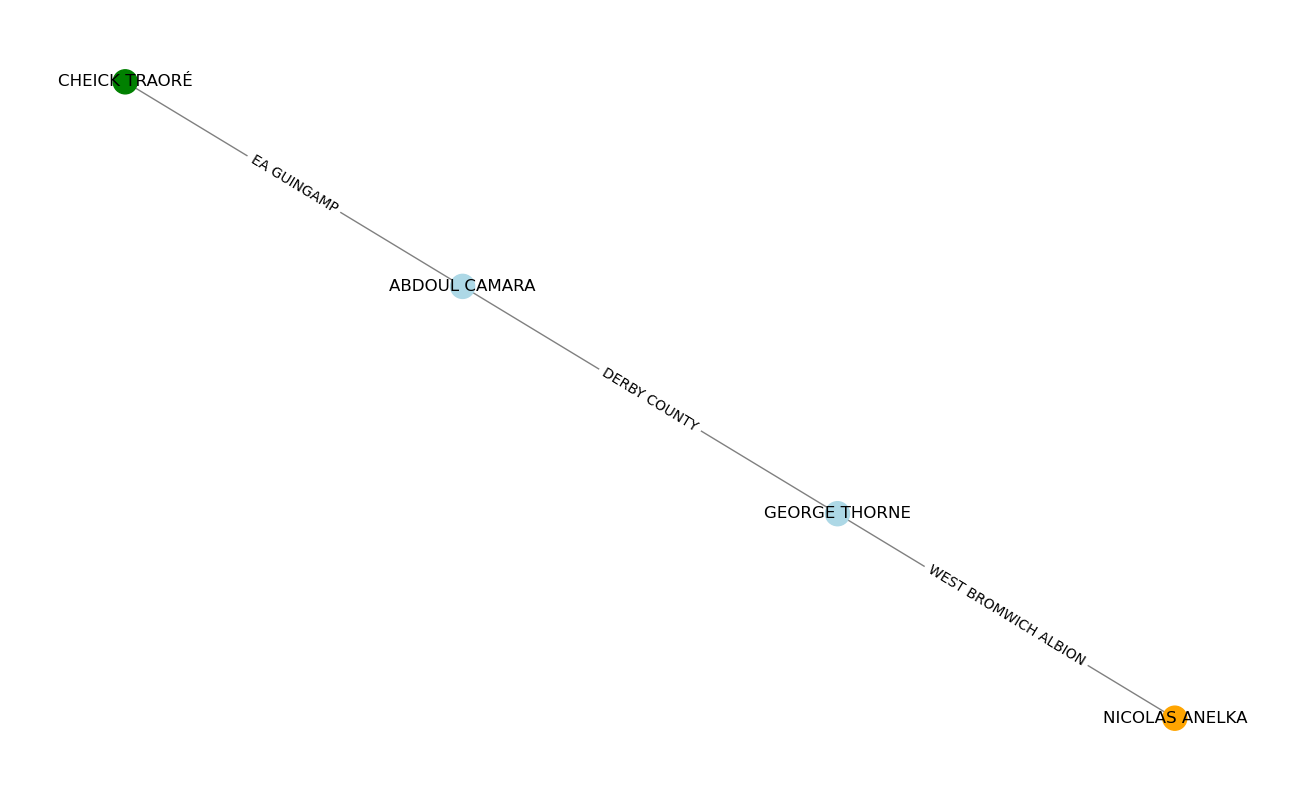 CHEICK TRAORÉ
EA GUINGAMP
ABDOUL CAMARA
DERBY COUNTY
GEORGE THORNE
WEST BROMWICH ALBION
NICOLAS ANELKA